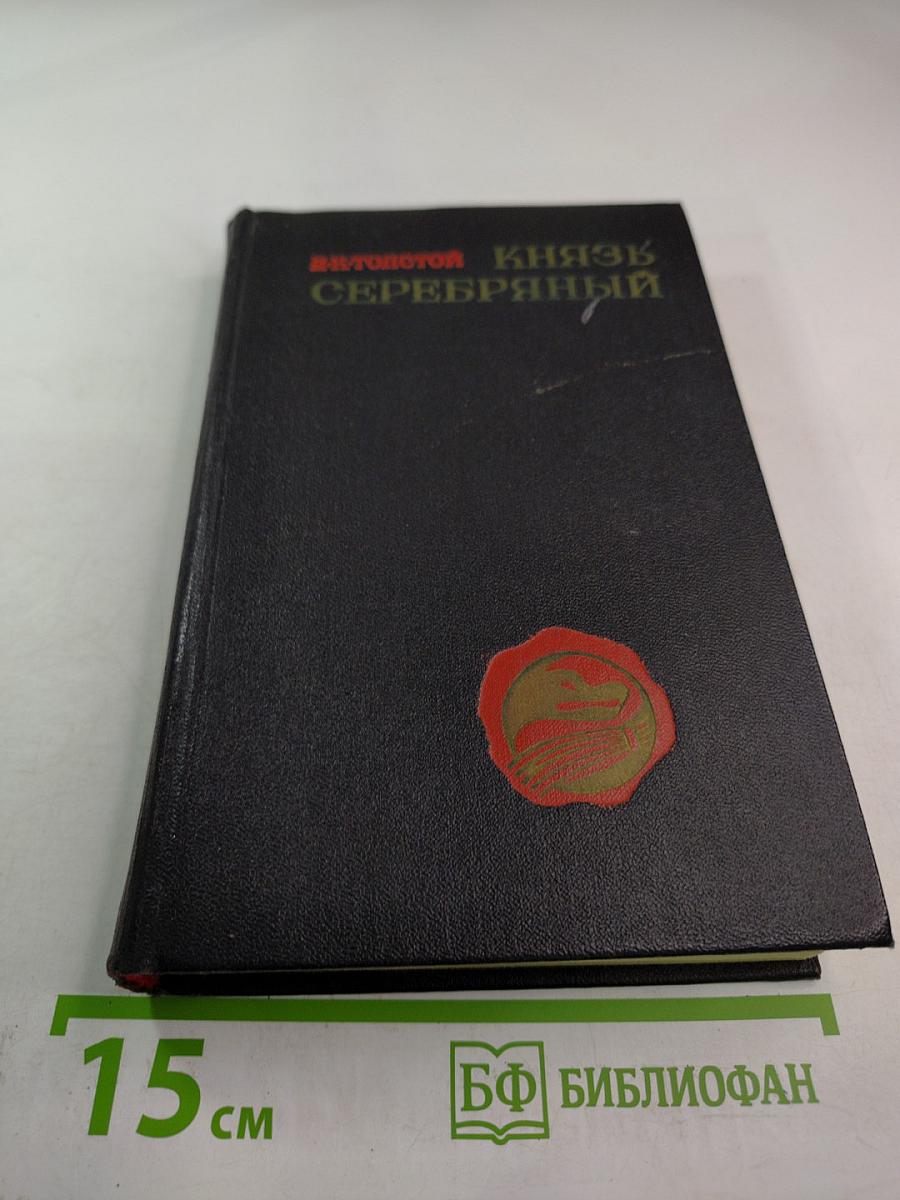 А·К·ТОЛСТОЙ КНЯЗЬ
СЕРЕБРЯНЫЙ
15 см
БФ БИБЛИОФАН